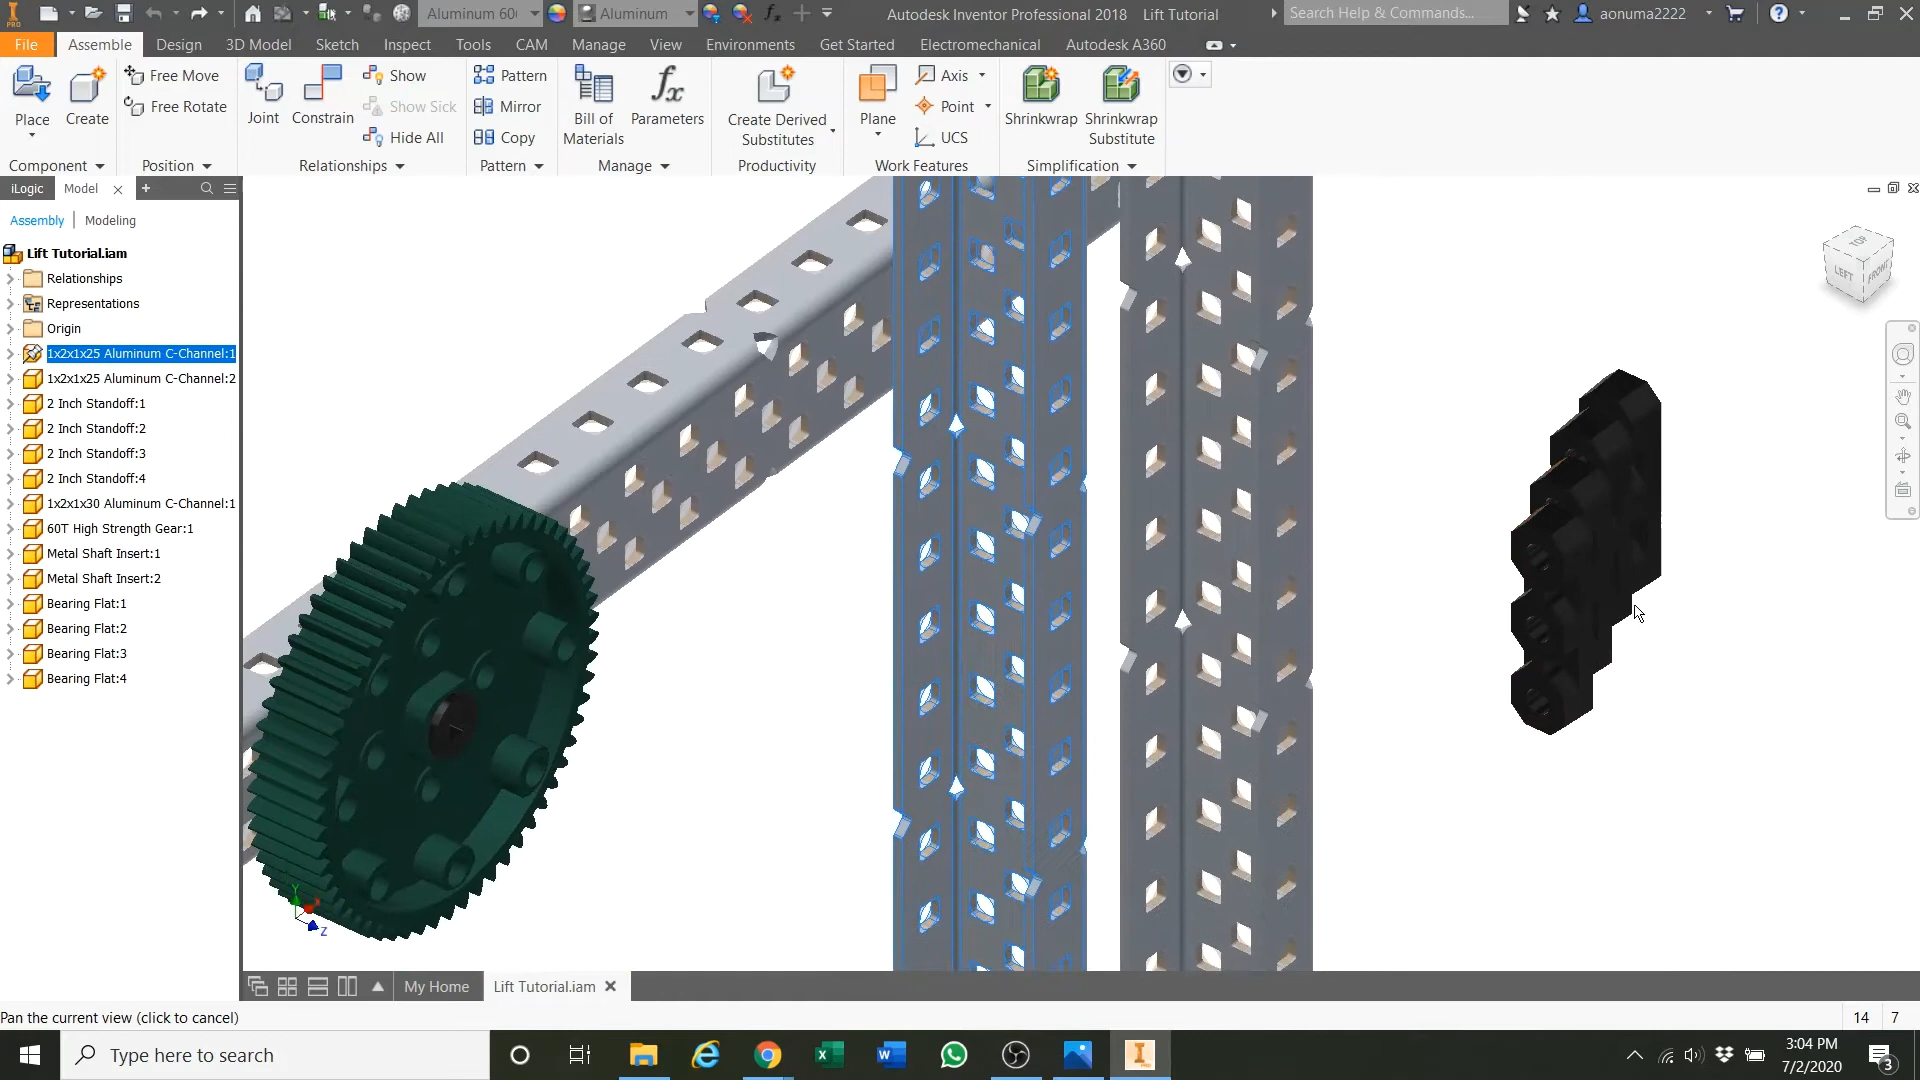 Aluminum 60
Aluminum
Autodesk Inventor Professional 2018 Lift Tutorial
Search Help & Commands...
aonuma2222
File Assemble Design 3D Model Sketch Inspect Tools CAM Manage View Environments Get Started Electromechanical Autodesk A360
Place
Create
Component
Free Move
Free Rotate
Position
Joint
Constrain
Show
Show Sick
Hide All
Relationships
Pattern
Mirror
Copy
Pattern
Bill of
Materials
Parameters
Manage
Create Derived
Substitutes
Productivity
Plane
Axis
Point
UCS
Work Features
Shrinkwrap
Shrinkwrap
Substitute
Simplification
iLogic Model
Assembly Modeling
Lift Tutorial.iam
Relationships
Representations
Origin
1x2x1x25 Aluminum C-Channel:1
1x2x1x25 Aluminum C-Channel:2
2 Inch Standoff:1
2 Inch Standoff:2
2 Inch Standoff:3
2 Inch Standoff:4
1x2x1x30 Aluminum C-Channel:1
60T High Strength Gear:1
Metal Shaft Insert:1
Metal Shaft Insert:2
Bearing Flat:1
Bearing Flat:2
Bearing Flat:3
Bearing Flat:4
TOP
LEFT
FRONT
Y
Z
My Home
Lift Tutorial.iam
Pan the current view (click to cancel)
14 7
Type here to search
3:04 PM
7/2/2020
3